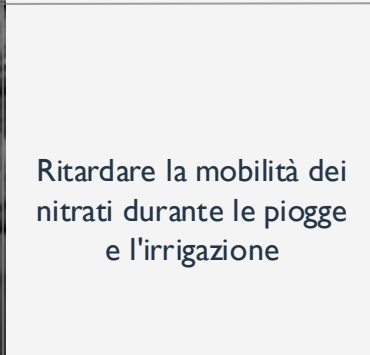 Ritardare la mobilità dei
nitrati durante le piogge
e l'irrigazione